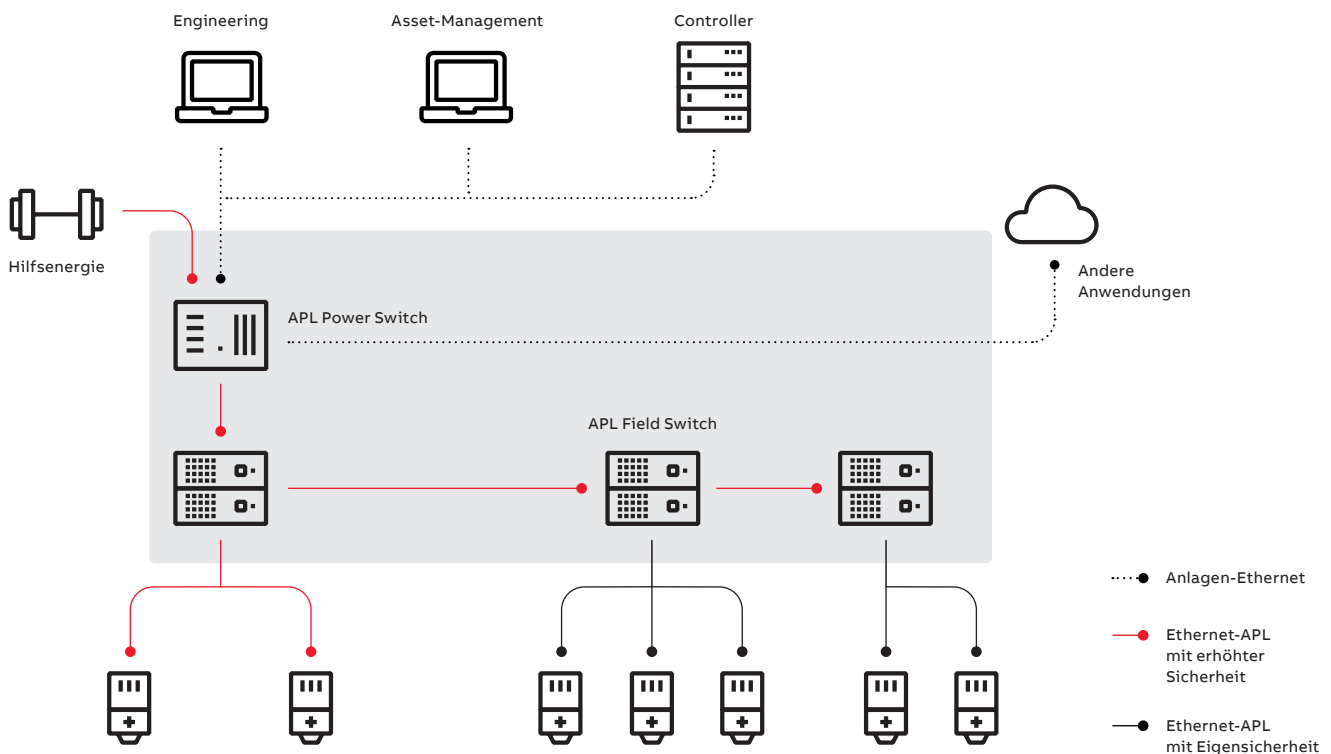 Engineering
Asset-Management
Controller
Hilfsenergie
Andere
Anwendungen
APL Power Switch
APL Field Switch
Anlagen-Ethernet
Ethernet-APL
mit erhöhter
Sicherheit
Ethernet-APL
mit Eigensicherheit